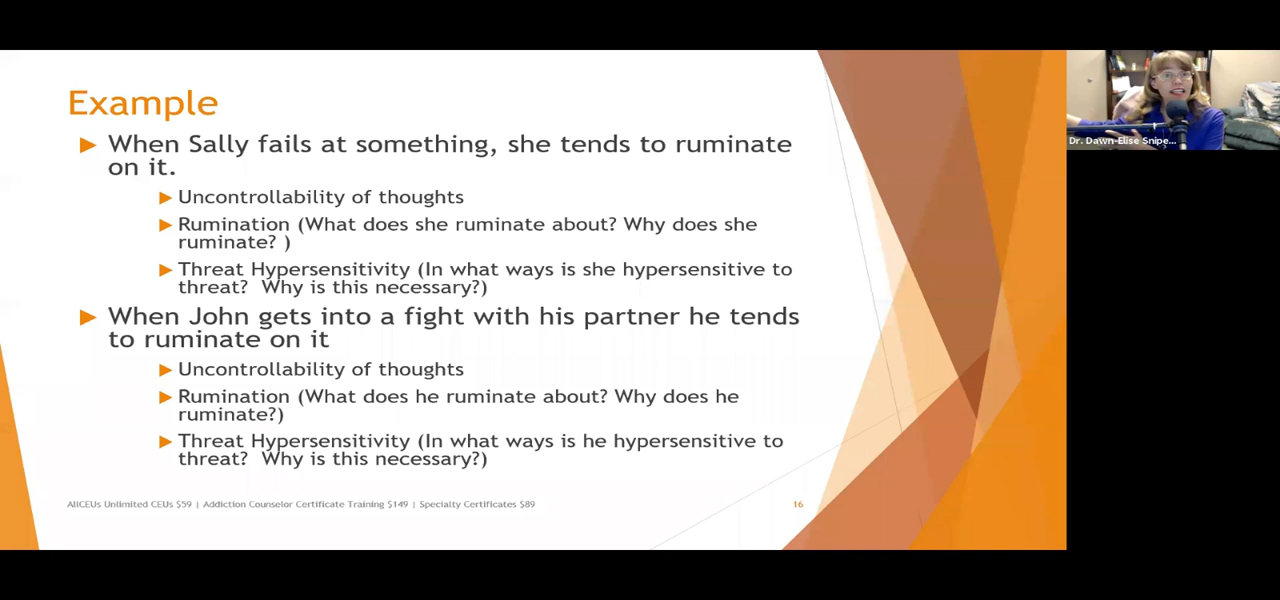 Example
When Sally fails at something, she tends to ruminate
on it.
Uncontrollability of thoughts
Rumination (What does she ruminate about? Why does she
ruminate? )
Threat Hypersensitivity (In what ways is she hypersensitive to
threat?  Why is this necessary?)
When John gets into a fight with his partner he tends
to ruminate on it
Uncontrollability of thoughts
Rumination (What does he ruminate about? Why does he
ruminate?)
Threat Hypersensitivity (In what ways is he hypersensitive to
threat?  Why is this necessary?)
AllCEUs Unlimited CEUs $59 | Addiction Counselor Certificate Training $149 | Specialty Certificates $89
16
Dr. Dawn-Elise Snipe...